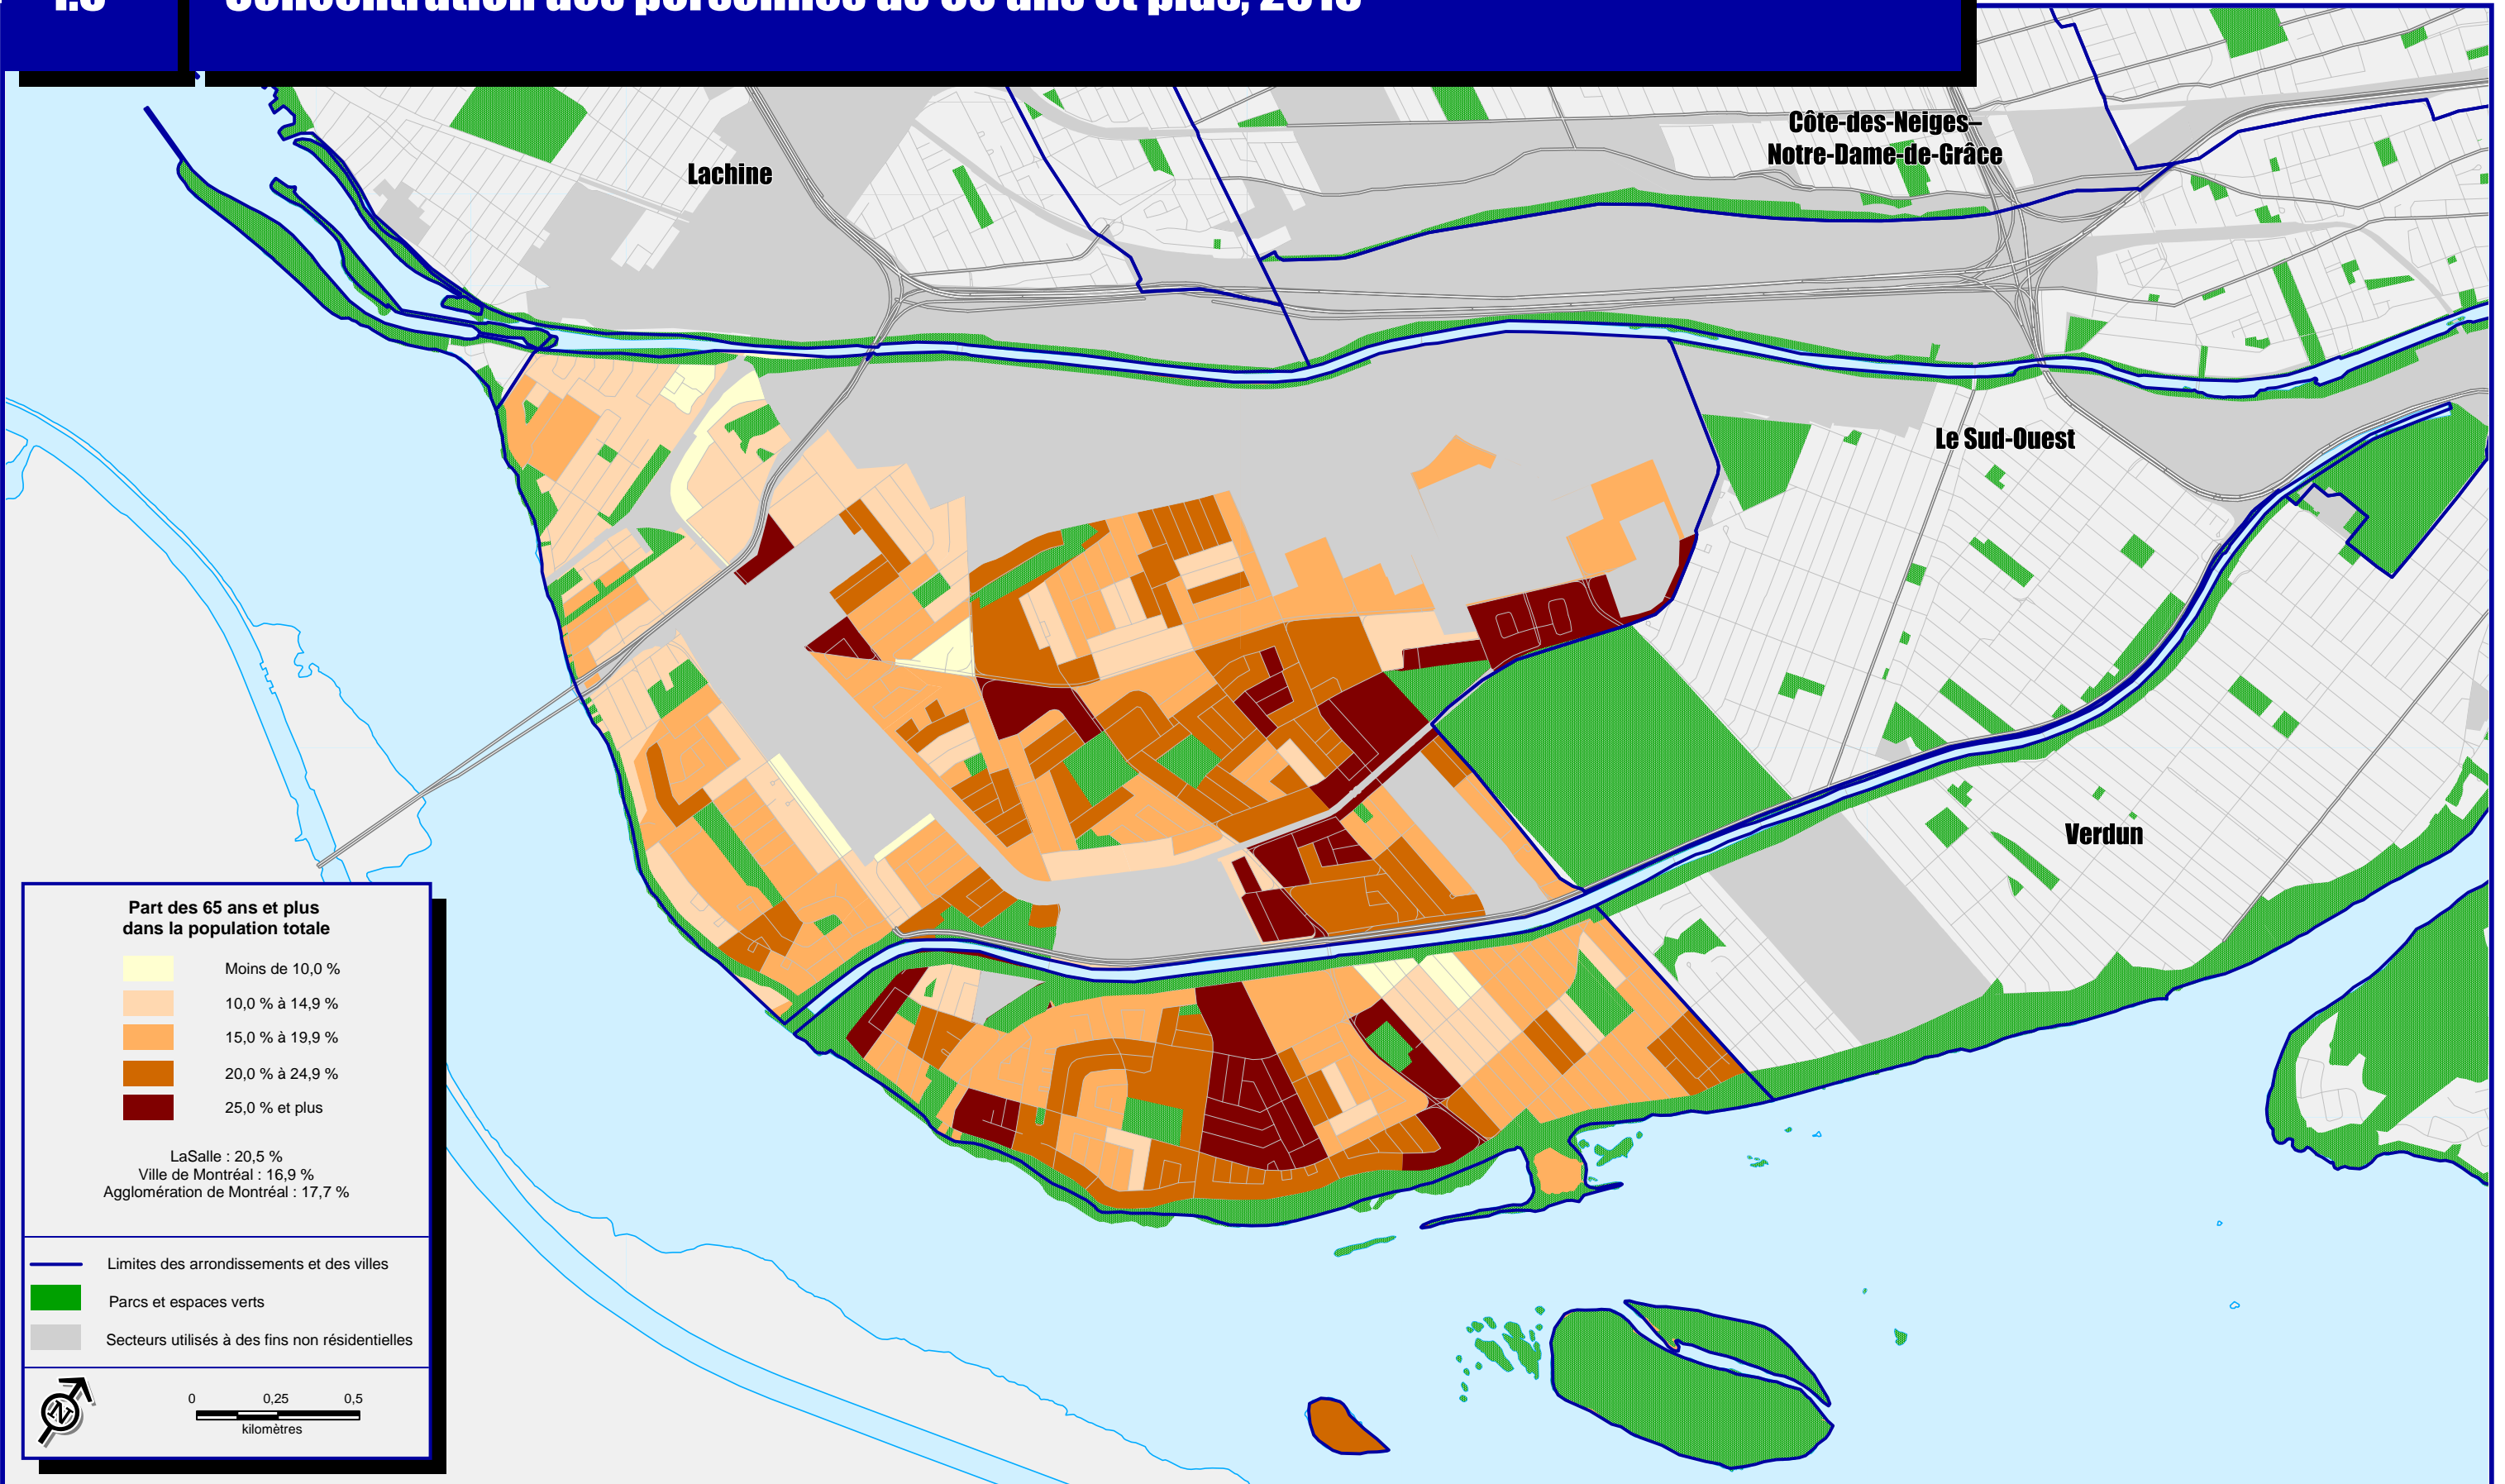 Lachine
Côte-des-Neiges–
Notre-Dame-de-Grâce
Le Sud-Ouest
Verdun
Part des 65 ans et plus
dans la population totale
Moins de 10,0 %
10,0 % à 14,9 %
15,0 % à 19,9 %
20,0 % à 24,9 %
25,0 % et plus
LaSalle : 20,5 %
Ville de Montréal : 16,9 %
Agglomération de Montréal : 17,7 %
Limites des arrondissements et des villes
Parcs et espaces verts
Secteurs utilisés à des fins non résidentielles
N
0 0,25 0,5
kilomètres